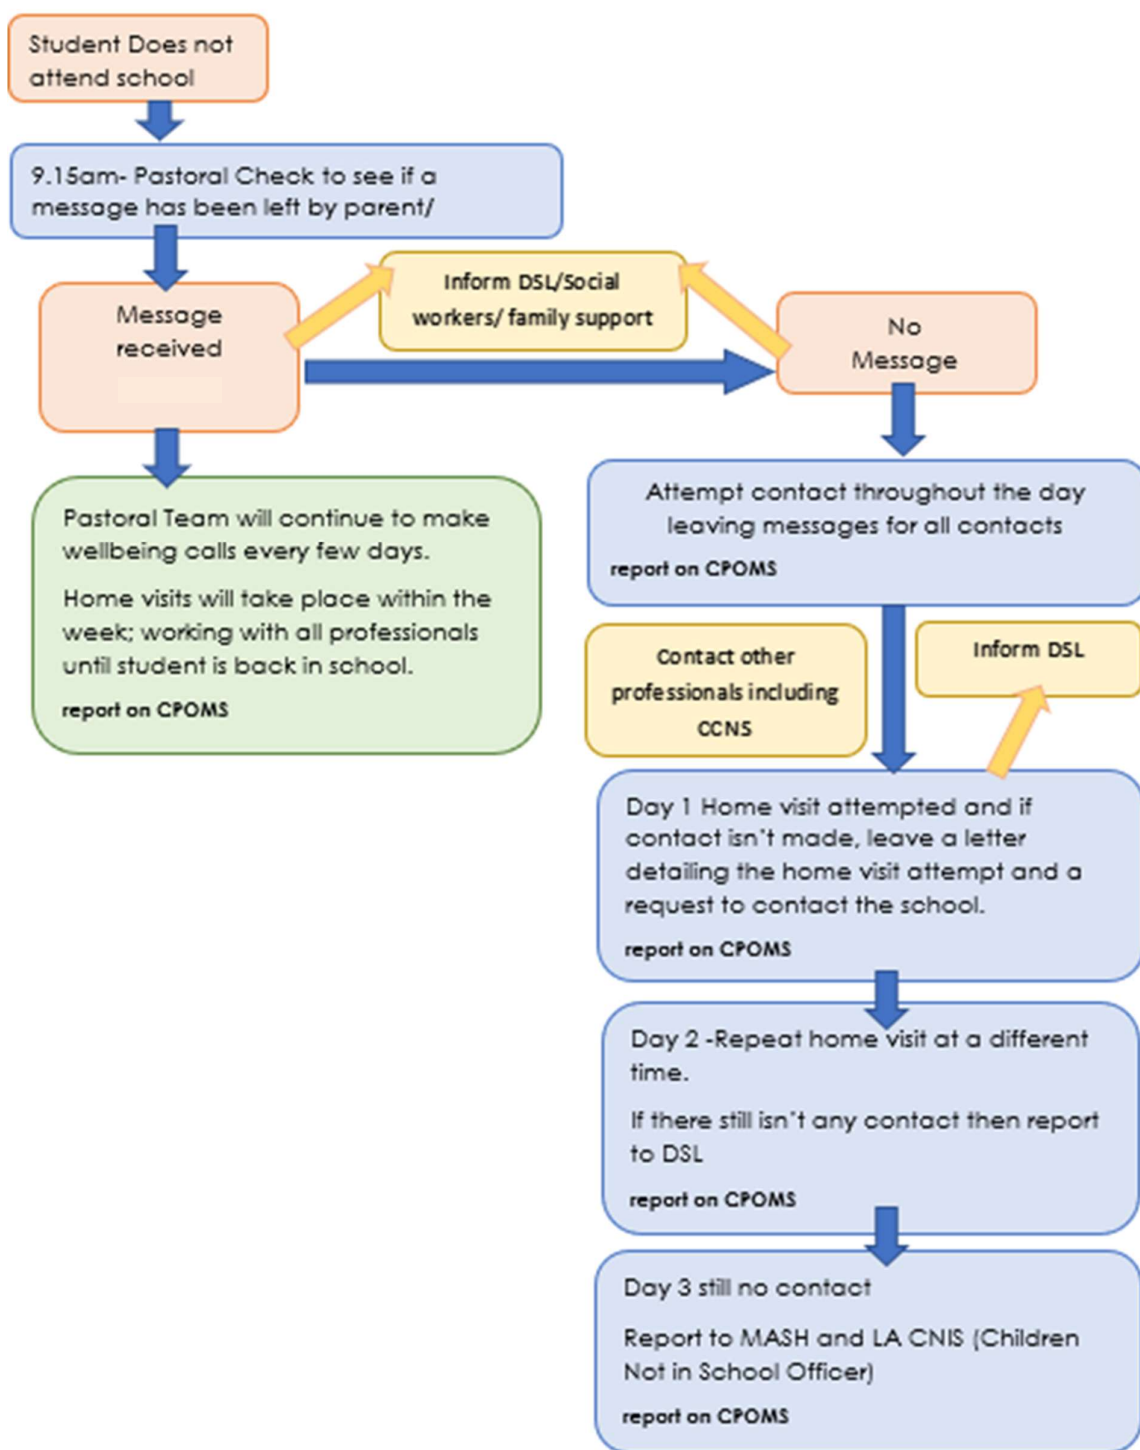 Student Does not
attend school
9.15am- Pastoral Check to see if a
message has been left by parent/
Message
received
Inform DSL/Social
workers/ family support
No
Message
Pastoral Team will continue to make
wellbeing calls every few days.
Home visits will take place within the
week; working with all professionals
until student is back in school.
report on CPOMS
Attempt contact throughout the day
leaving messages for all contacts
report on CPOMS
Contact other
professionals including
CCNS
Inform DSL
Day 1 Home visit attempted and if
contact isn't made, leave a letter
detailing the home visit attempt and a
request to contact the school.
report on CPOMS
Day 2 -Repeat home visit at a different
time.
If there still isn't any contact then report
to DSL
report on CPOMS
Day 3 still no contact
Report to MASH and LA CNIS (Children
Not in School Officer)
report on CPOMS